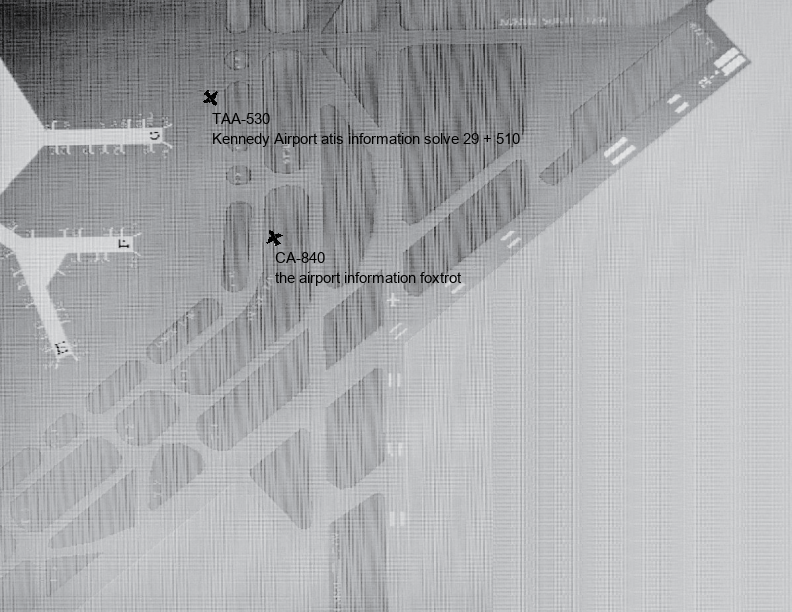 TAA-530
Kennedy Airport atis information solve 29 + 510
CA-840
the airport information foxtrot